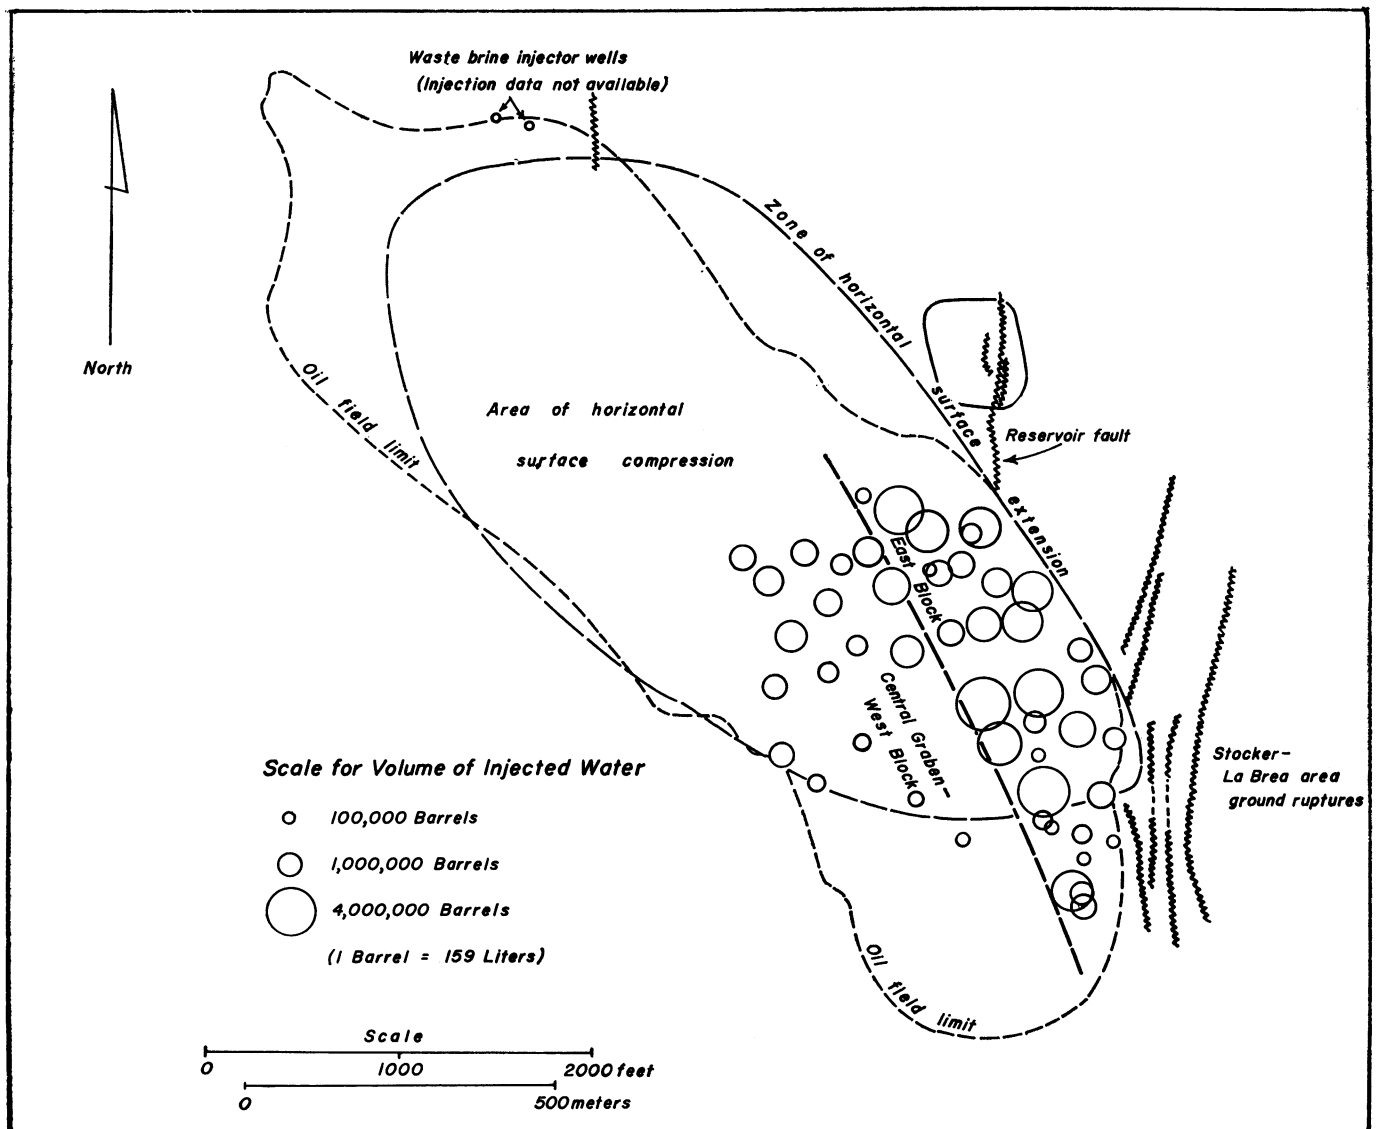 Waste brine injector wells
(Injection data not available)
North
Zone of horizontal surface extension
Oil field limit
Area of horizontal
surface compression
Reservoir fault
East Block
Central Graben-
West Block
Stocker-
La Brea area
ground ruptures
Scale for Volume of Injected Water
100,000 Barrels
1,000,000 Barrels
4,000,000 Barrels
(1 Barrel = 159 Liters)
Oil field limit
Scale
0 1000 2000 feet
0 500 meters